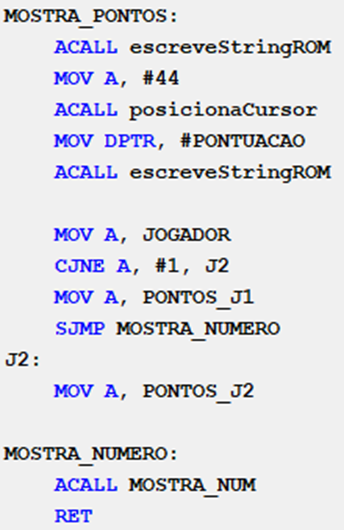 MOSTRA_PONTOS:
ACALL escreveStringROM
MOV A, #44
ACALL posicionaCursor
MOV DPTR, #PONTUACAO
ACALL escreveStringROM
MOV A, JOGADOR
CJNE A, #1, J2
MOV A, PONTOS_J1
SJMP MOSTRA_NUMERO
J2:
MOV A, PONTOS_J2
MOSTRA_NUMERO:
ACALL MOSTRA_NUM
RET